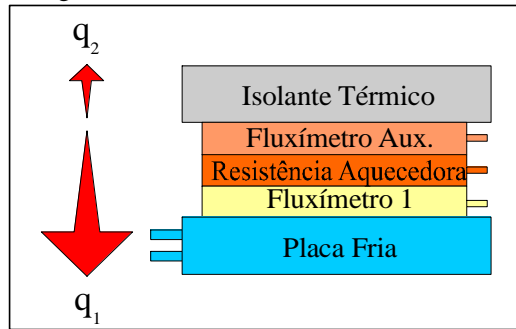 q₂
Isolante Térmico
Fluxímetro Aux.
Resistência Aquecedora
Fluxímetro 1
Placa Fria
q₁